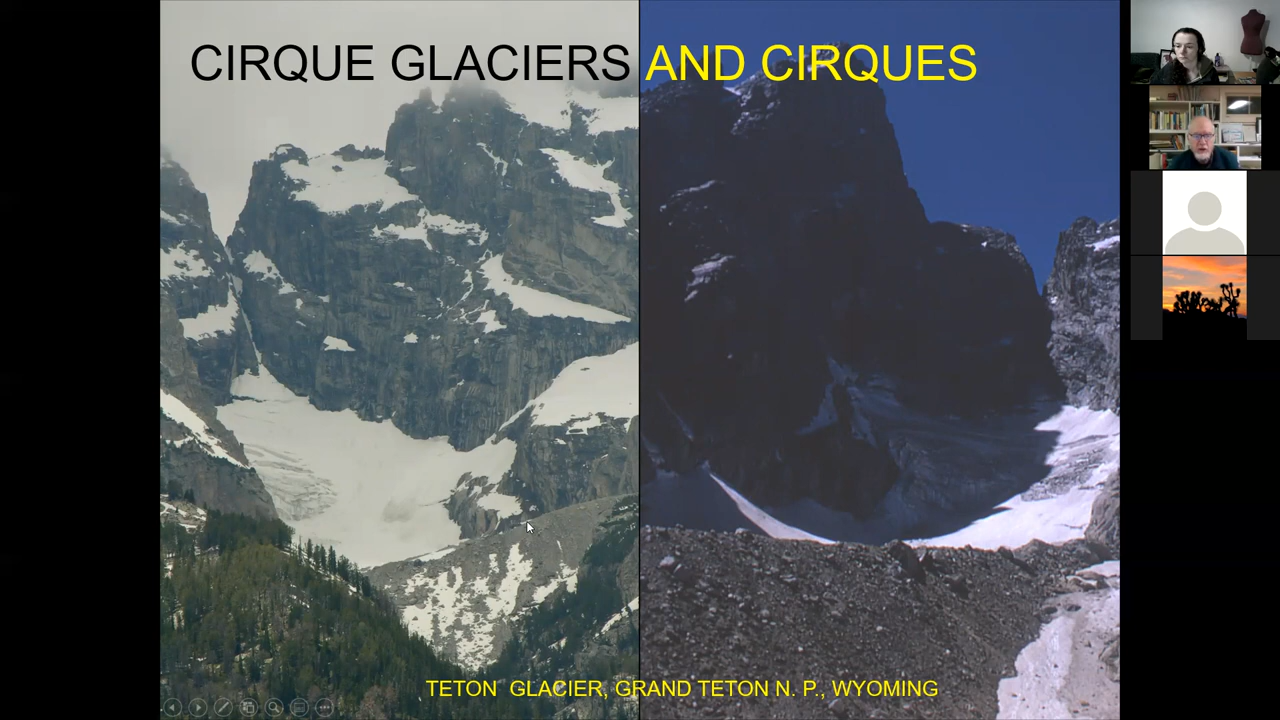 CIRQUE GLACIERS AND CIRQUES
TETON GLACIER, GRAND TETON N. P., WYOMING